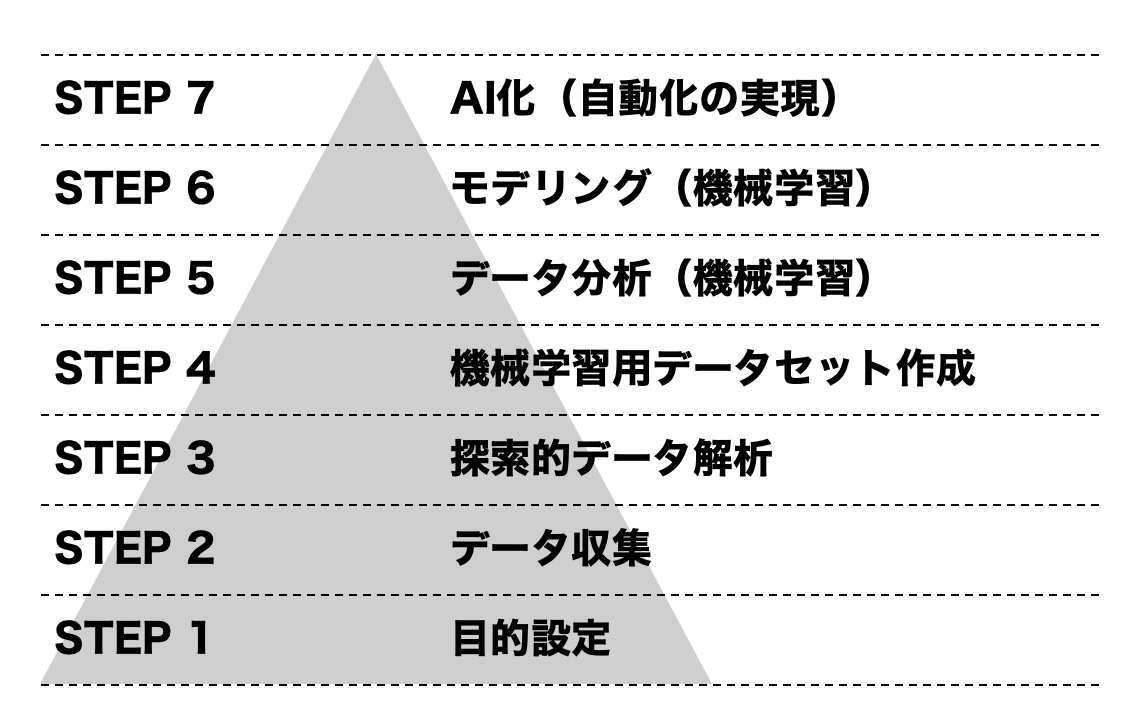 STEP 7 AI化（自動化の実現）
STEP 6 モデリング（機械学習）
STEP 5 データ分析（機械学習）
STEP 4 機械学習用データセット作成
STEP 3 探索的データ解析
STEP 2 データ収集
STEP 1 目的設定